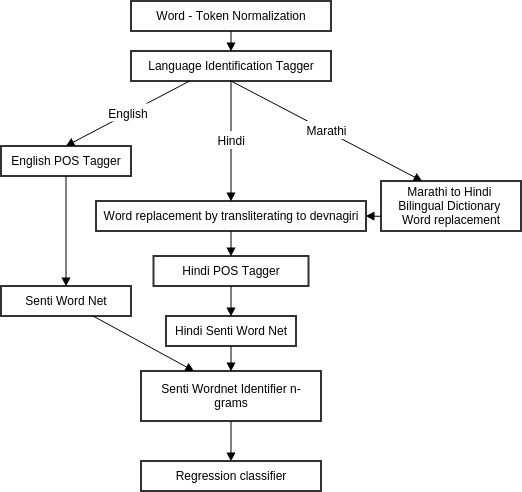 Word - Token Normalization
Language Identification Tagger
English
Hindi
Marathi
English POS Tagger
Marathi to Hindi
Bilingual Dictionary
Word replacement
Word replacement by transliterating to devnagiri
Hindi POS Tagger
Senti Word Net
Hindi Senti Word Net
Senti Wordnet Identifier n-
grams
Regression classifier